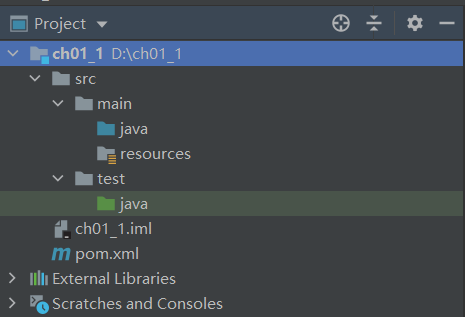 Project
ch01_1 D:\ch01_1
src
main
java
resources
test
java
ch01_1.iml
pom.xml
External Libraries
Scratches and Consoles